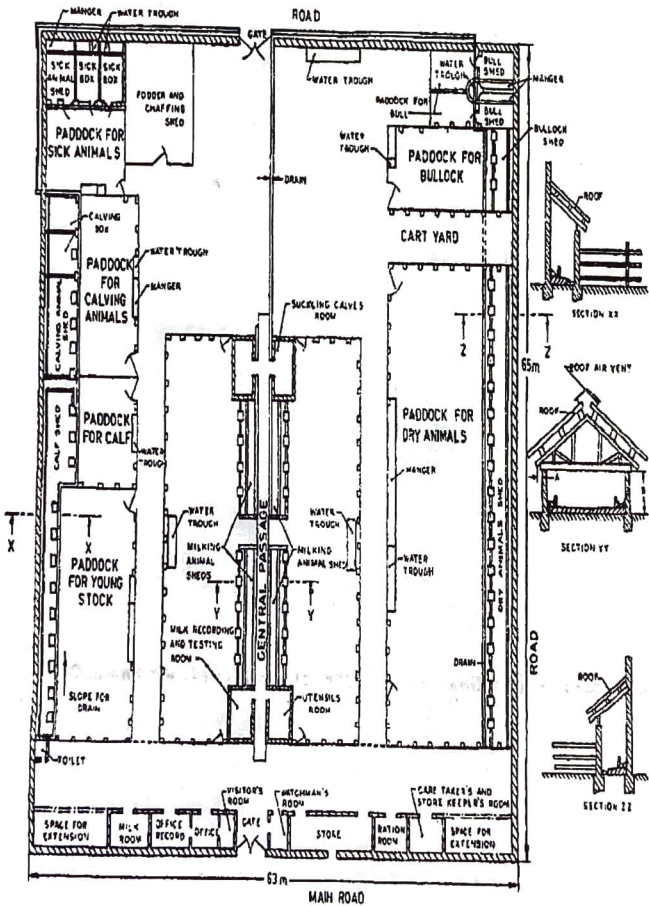 ROAD
MANGER
WATER TROUGH
GATE
SICK
ANIMAL
SHED
SICK
BOX
SICK
BOX
FODDER AND
CHAFFING
SHED
WATER TROUGH
WATER
TROUGH
BULL
SHED
MANGER
PADDOCK FOR
BULL
BULL
SHED
BULLOCK
SHED
PADDOCK FOR
SICK ANIMALS
WATER
TROUGH
PADDOCK FOR
BULLOCK
DRAIN
ROOF
CALVING
BOX
CART YARD
PADDOCK
FOR
CALVING
ANIMALS
WATER TROUGH
MANGER
CALVING ANIMAL
SHED
SUCKLING CALVES
ROOM
SECTION XX
Z
Z
65m
ROOF AIR VENT
ROOF
CALF SHED
PADDOCK
FOR CALF
WATER
TROUGH
PADDOCK FOR
DRY ANIMALS
MANGER
A
SECTION YY
X
X
WATER
TROUGH
WATER
TROUGH
PADDOCK
FOR YOUNG
STOCK
MILKING
ANIMAL
SHEDS
CENTRAL PASSAGE
MILKING
ANIMAL SHED
WATER
TROUGH
DRY ANIMALS SHED
Y
Y
MILK RECORDING
AND TESTING
ROOM
ROAD
DRAIN
ROOF
SLOPE FOR
DRAIN
UTENSILS
ROOM
TOILET
SECTION ZZ
VISITOR'S
ROOM
WATCHMAN'S
ROOM
CARE TAKER'S AND
STORE KEEPER'S ROOM
SPACE FOR
EXTENSION
MILK
ROOM
OFFICE
RECORD
OFFICE
GATE
STORE
RATION
ROOM
SPACE FOR
EXTENSION
63m
MAIN ROAD